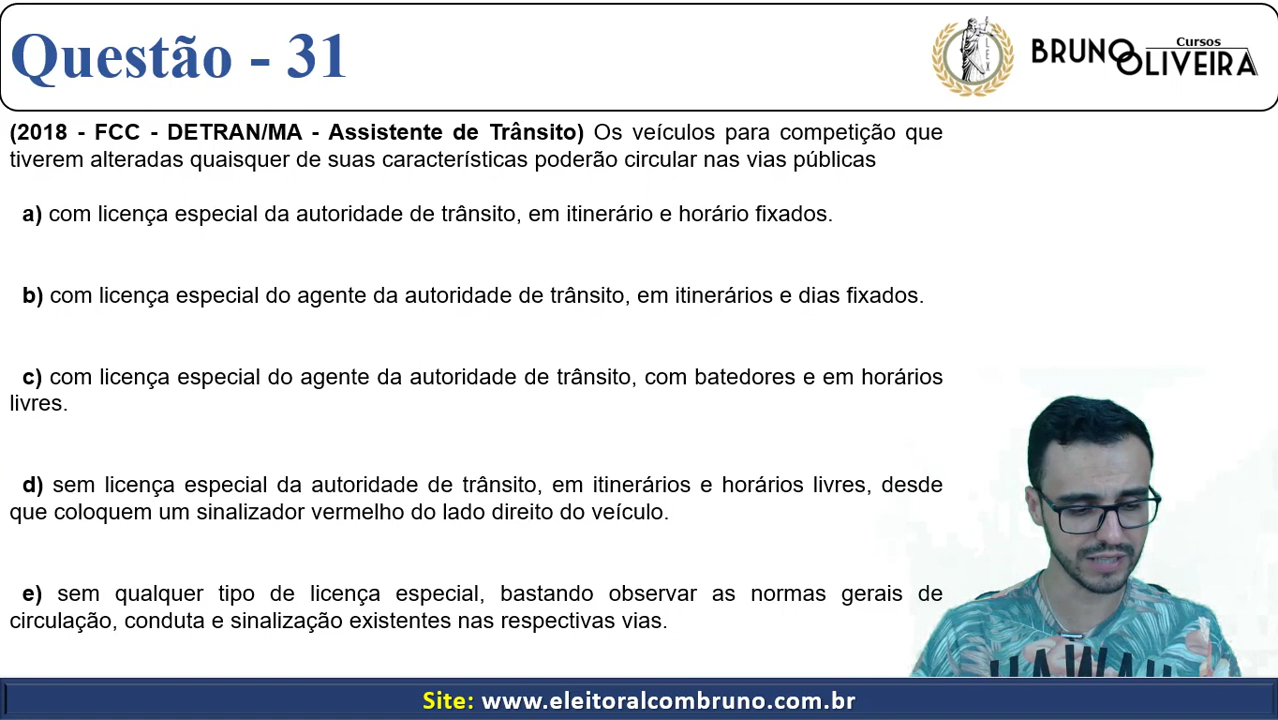 Questão - 31
Cursos
BRUNO OLIVEIRA
(2018 - FCC - DETRAN/MA - Assistente de Trânsito) Os veículos para competição que
tiverem alteradas quaisquer de suas características poderão circular nas vias públicas
a) com licença especial da autoridade de trânsito, em itinerário e horário fixados.
b) com licença especial do agente da autoridade de trânsito, em itinerários e dias fixados.
c) com licença especial do agente da autoridade de trânsito, com batedores e em horários
livres.
d) sem licença especial da autoridade de trânsito, em itinerários e horários livres, desde
que coloquem um sinalizador vermelho do lado direito do veículo.
e) sem qualquer tipo de licença especial, bastando observar as normas gerais de
circulação, conduta e sinalização existentes nas respectivas vias.
HAWAII
Site: www.eleitoralcombruno.com.br